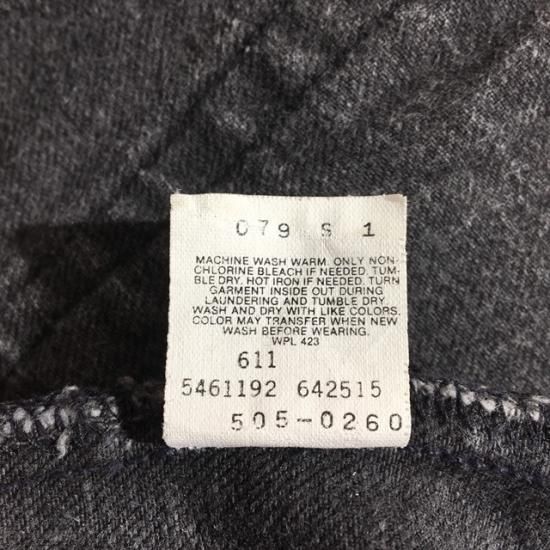 079 S 1
MACHINE WASH WARM. ONLY NON-
CHLORINE BLEACH IF NEEDED. TUM-
BLE DRY. HOT IRON IF NEEDED. TURN
GARMENT INSIDE OUT DURING
LAUNDERING AND TUMBLE DRY.
WASH AND DRY WITH LIKE COLORS.
COLOR MAY TRANSFER WHEN NEW
WASH BEFORE WEARING.
WPL 423
611
5461192 642515
505-0260